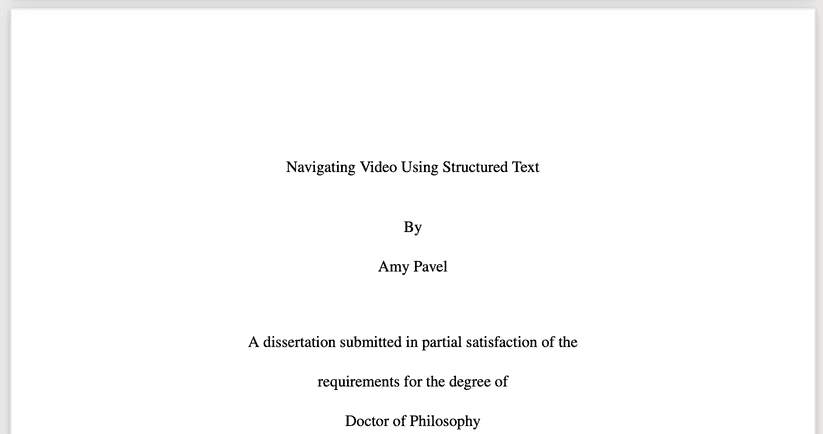 Navigating Video Using Structured Text
By
Amy Pavel
A dissertation submitted in partial satisfaction of the
requirements for the degree of
Doctor of Philosophy